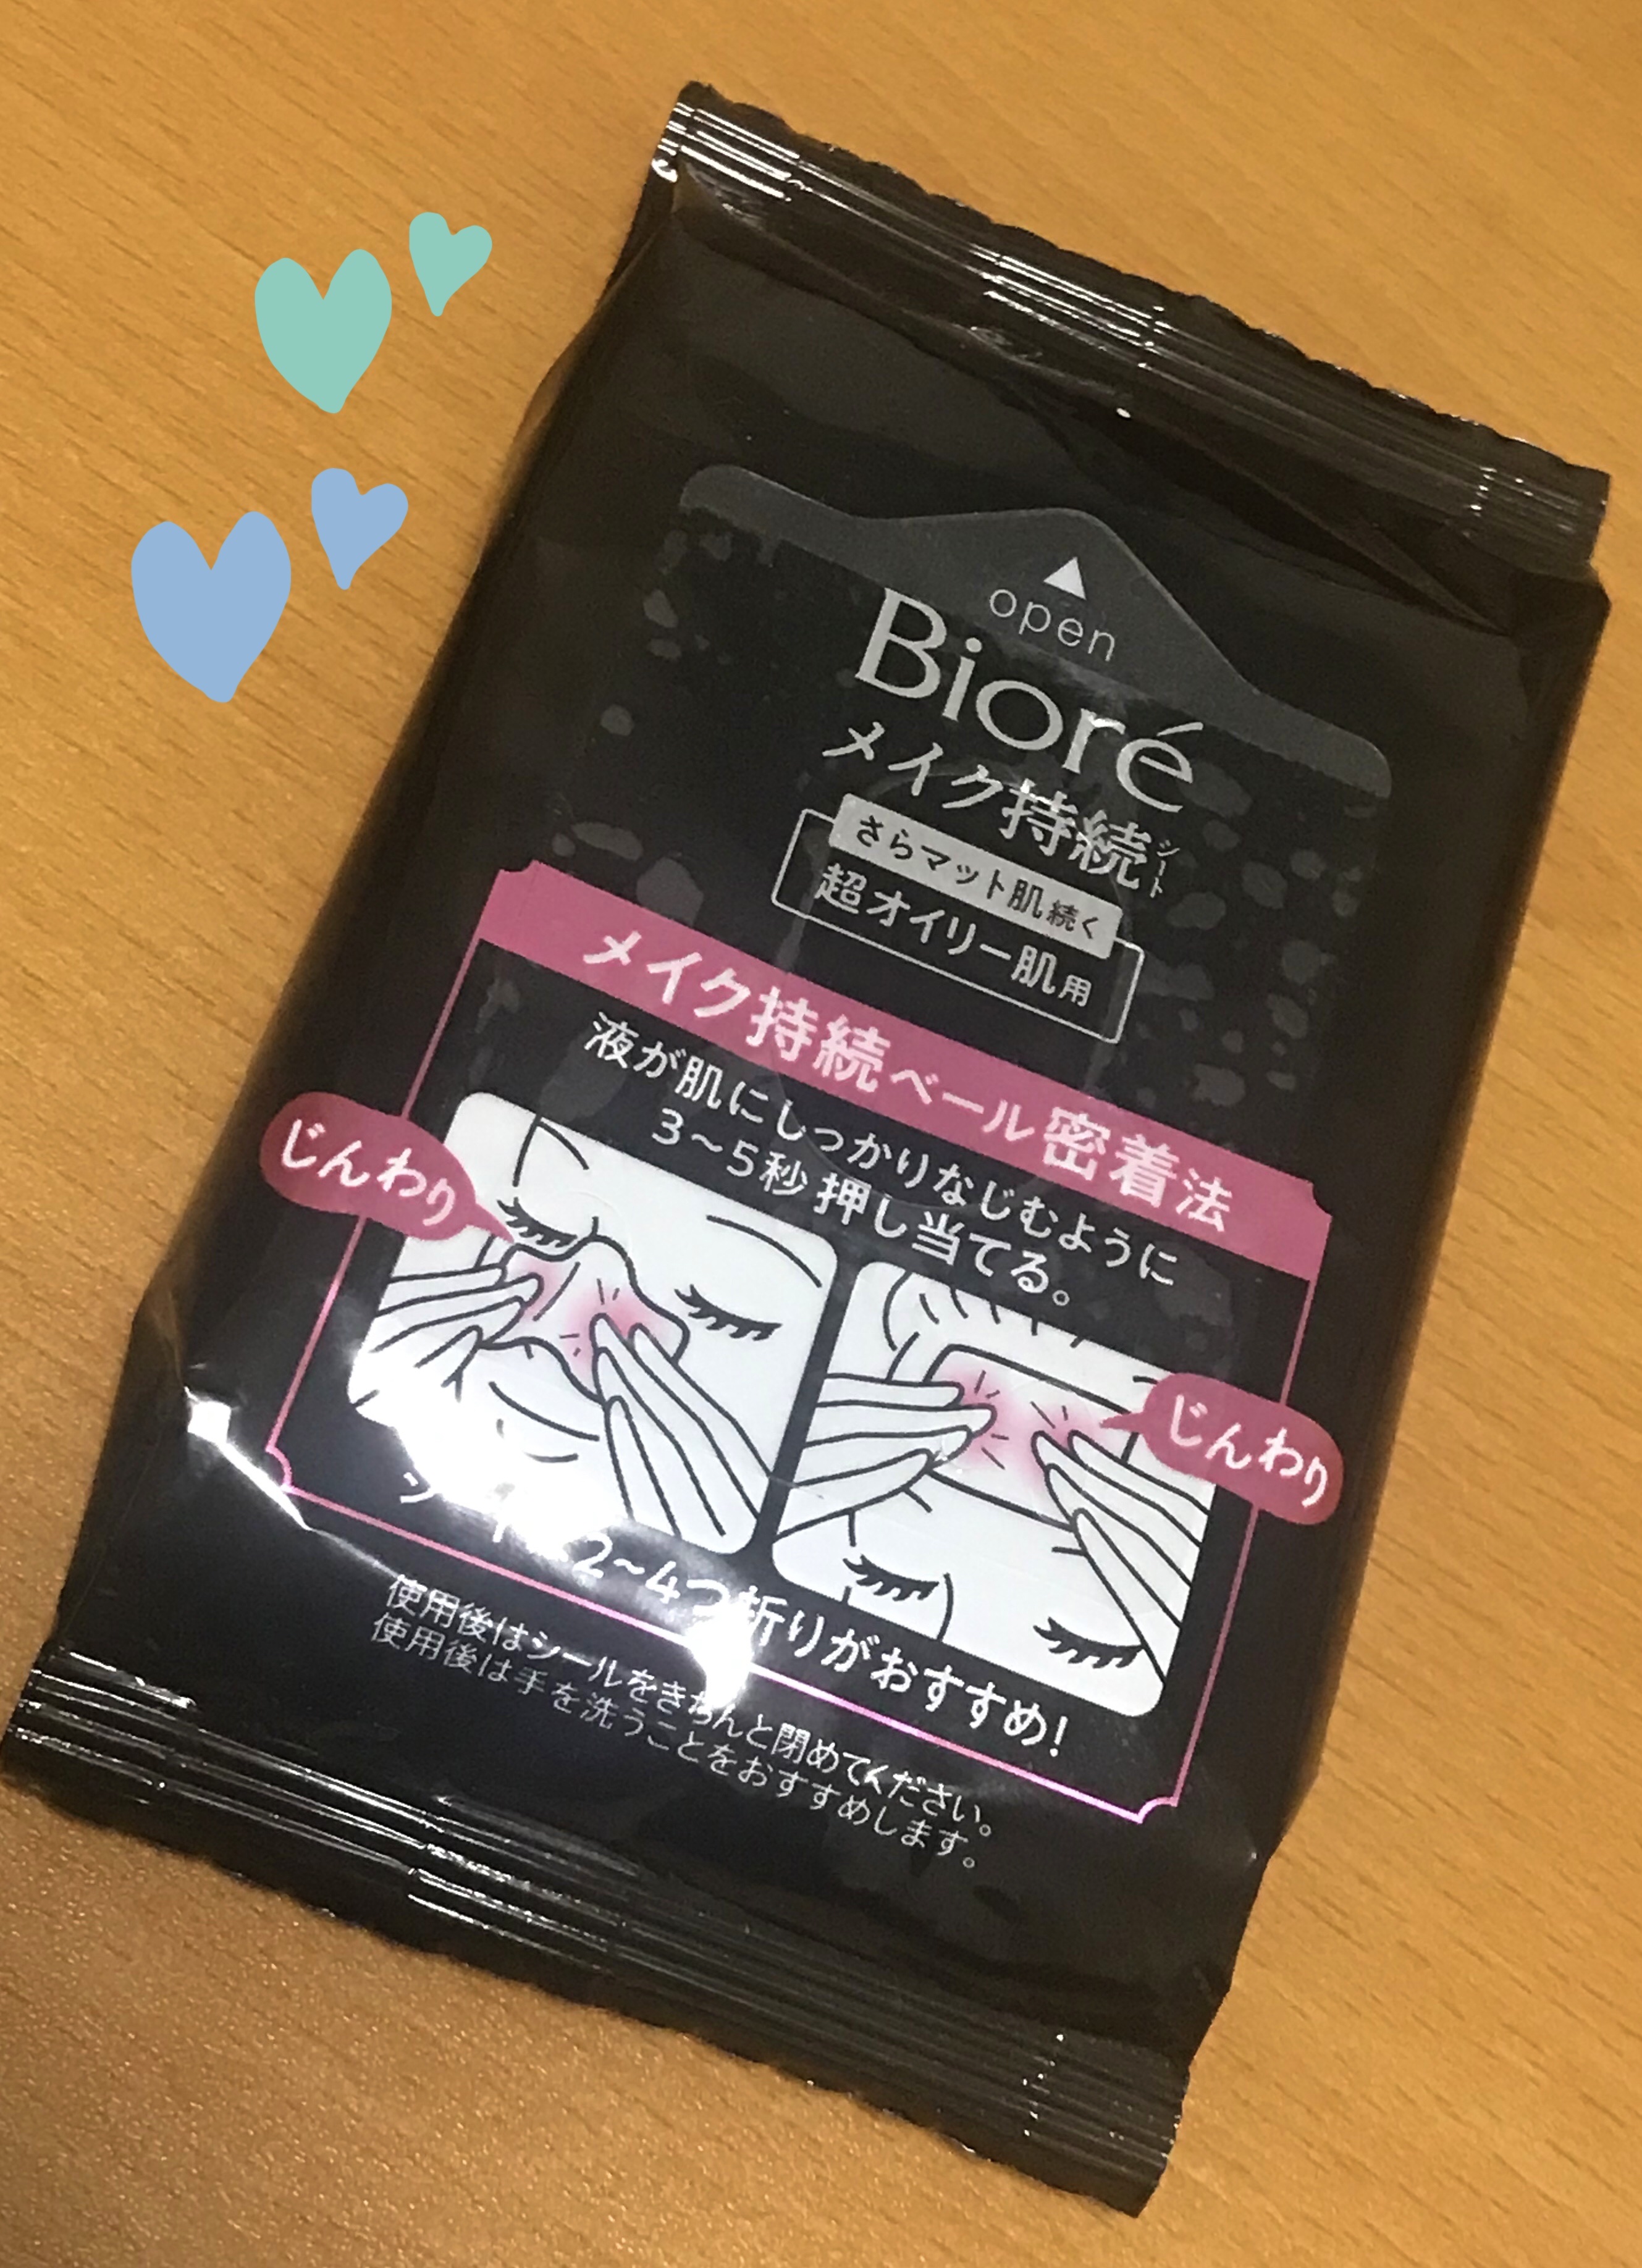 open
Bioré
メイク持続シート
さらマット肌続く
超オイリー肌用
メイク持続ベール密着法
液が肌にしっかりなじむように
3〜5秒押し当てる。
じんわり
じんわり
2〜4つ折りがおすすめ!
使用後はシールをきちんと閉めてください。
使用後は手を洗うことをおすすめします。